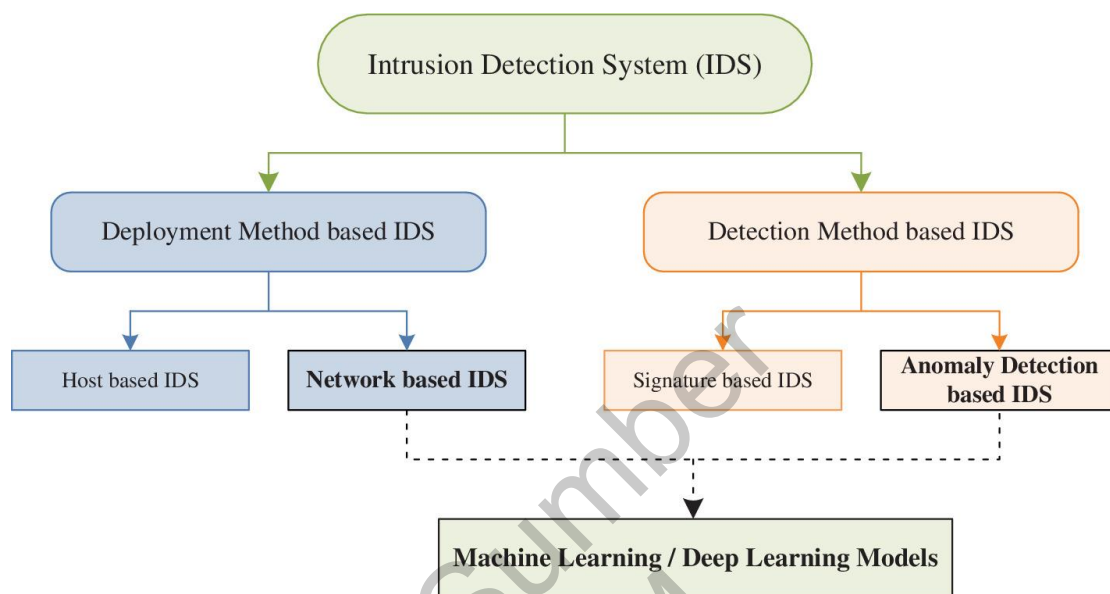 Intrusion Detection System (IDS)
Deployment Method based IDS
Detection Method based IDS
Host based IDS
Network based IDS
Signature based IDS
Anomaly Detection
based IDS
Machine Learning / Deep Learning Models
Sumber